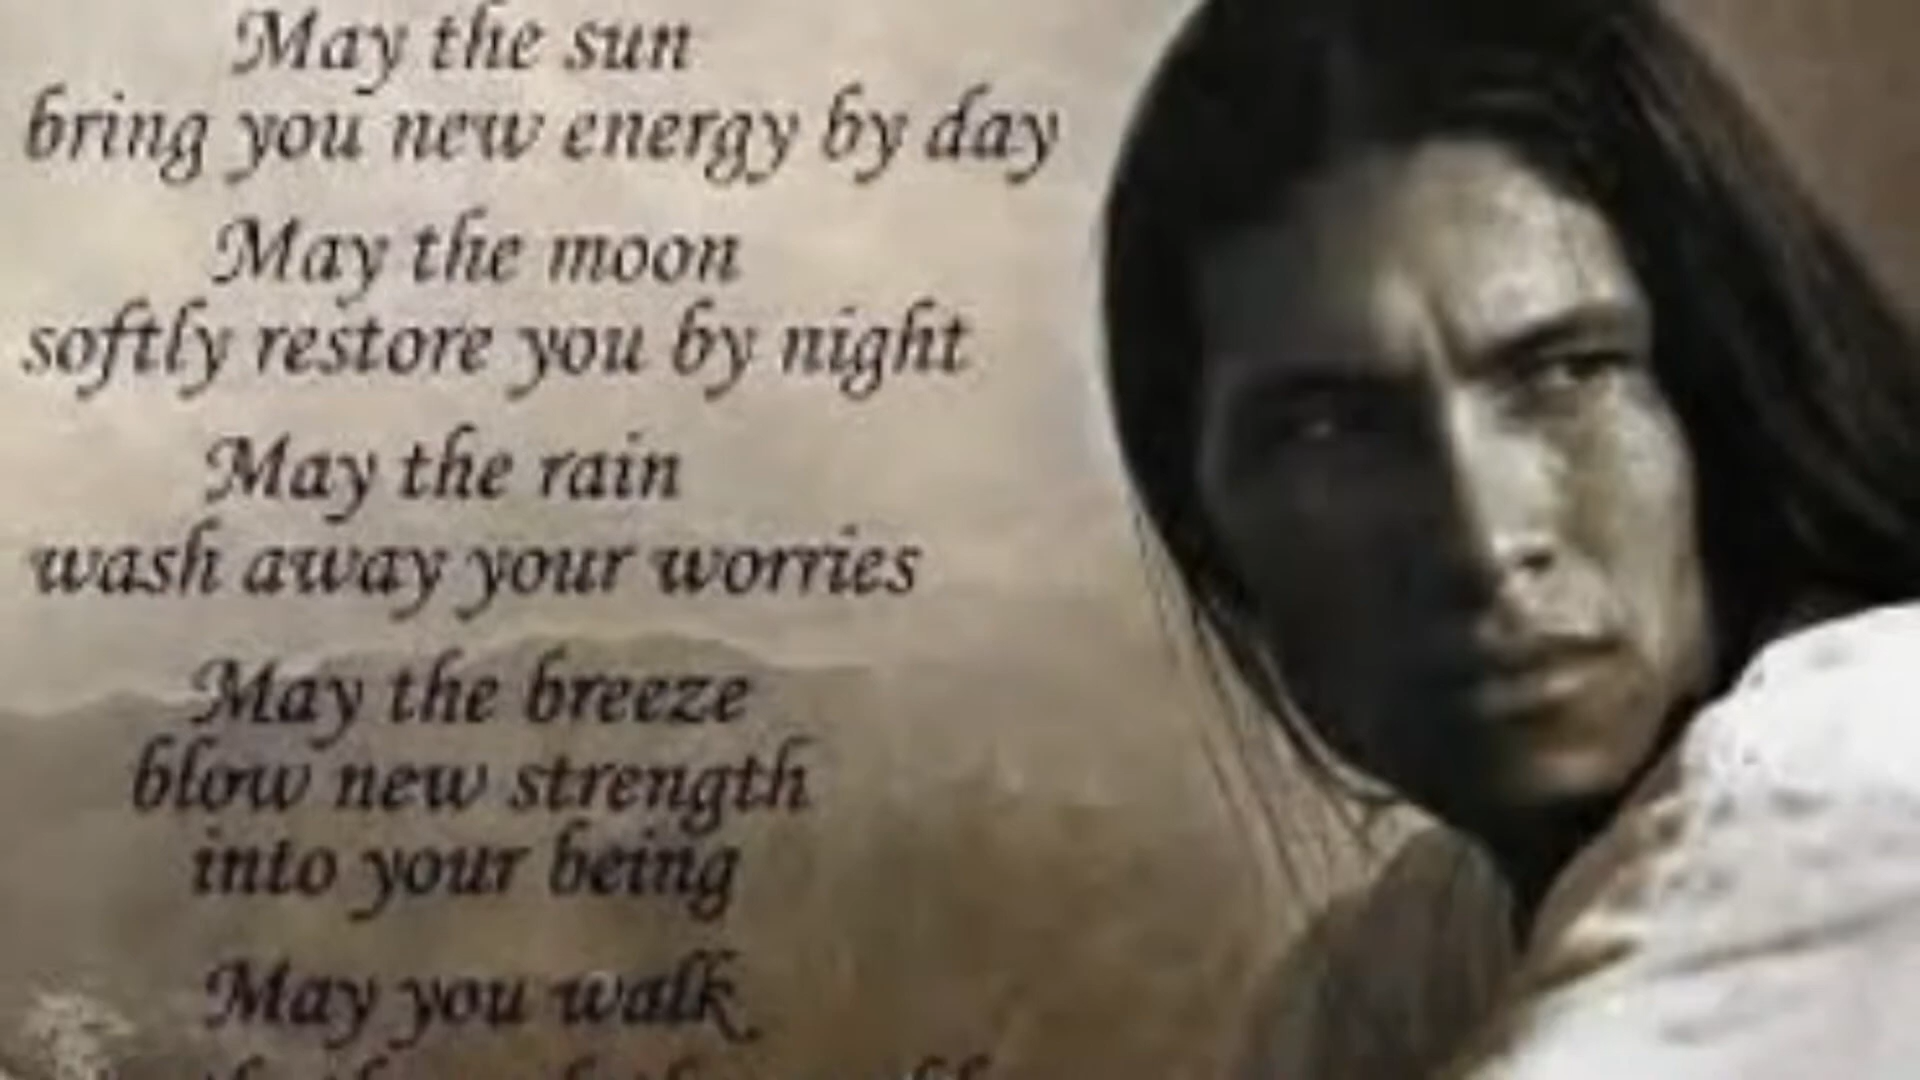 May the sun
bring you new energy by day
May the moon
softly restore you by night
May the rain
wash away your worries
May the breeze
blow new strength
into your being
May you walk